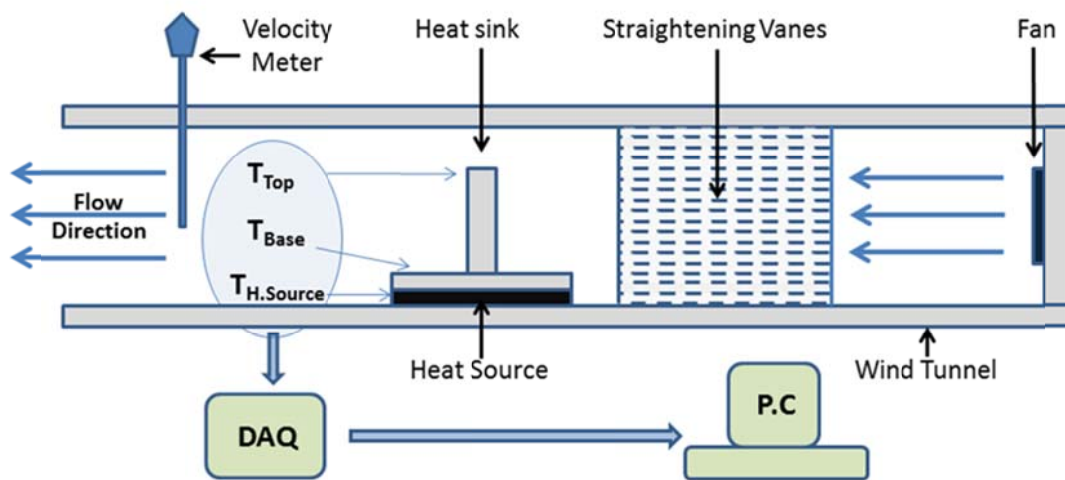 Velocity
Meter
Heat sink
Straightening Vanes
Fan
T_Top
Flow
Direction
T_Base
T_H.Source
Heat Source
Wind Tunnel
DAQ
P.C